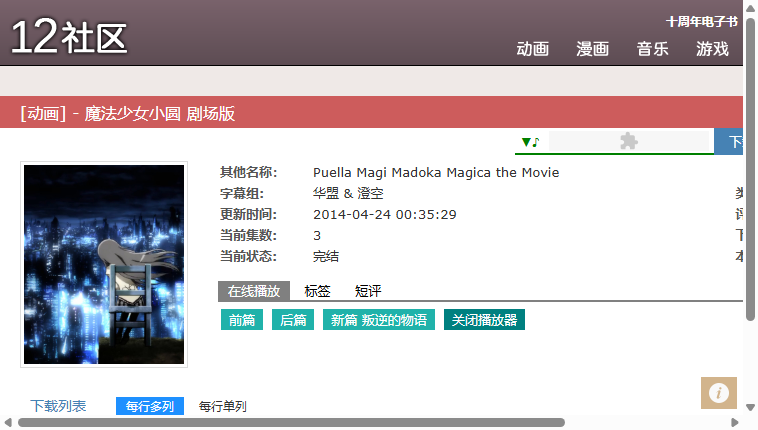 12社区
十周年电子书
动画 漫画 音乐 游戏
[动画] - 魔法少女小圆 剧场版
▼♪
下载
其他名称： Puella Magi Madoka Magica the Movie
字幕组： 华盟 & 澄空
更新时间： 2014-04-24 00:35:29
当前集数： 3
当前状态： 完结
在线播放 标签 短评
前篇 后篇 新篇 叛逆的物语 关闭播放器
下载列表 每行多列 每行单列